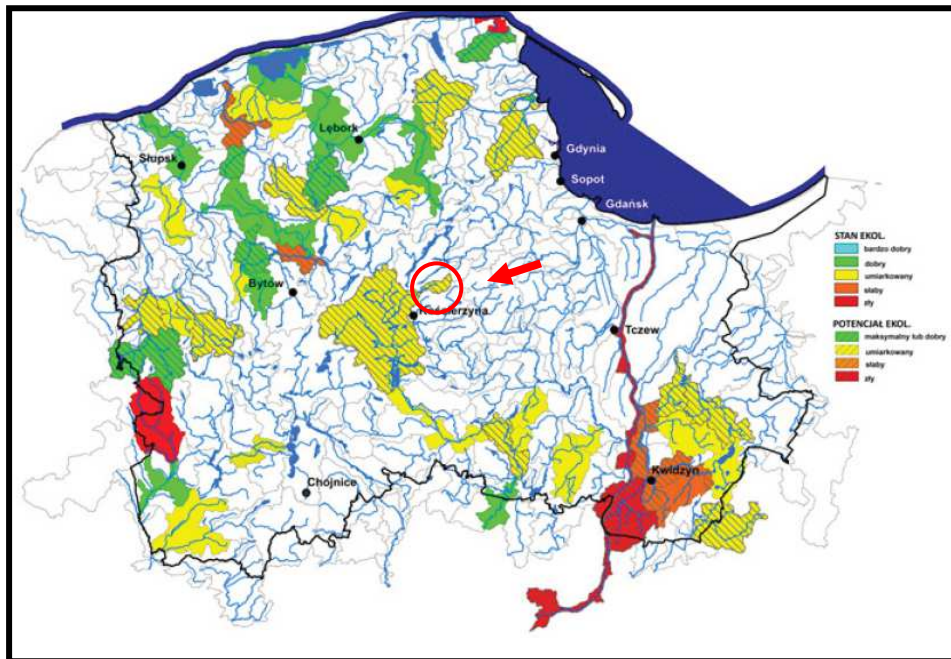 Lębork
Słupsk
Gdynia
Sopot
Gdańsk
STAN EKOL.
bardzo dobry
dobry
umiarkowany
słaby
zły
Bytów
Kościerzyna
Tczew
POTENCJAŁ EKOL.
maksymalny lub dobry
umiarkowany
słaby
zły
Kwidzyn
Chojnice